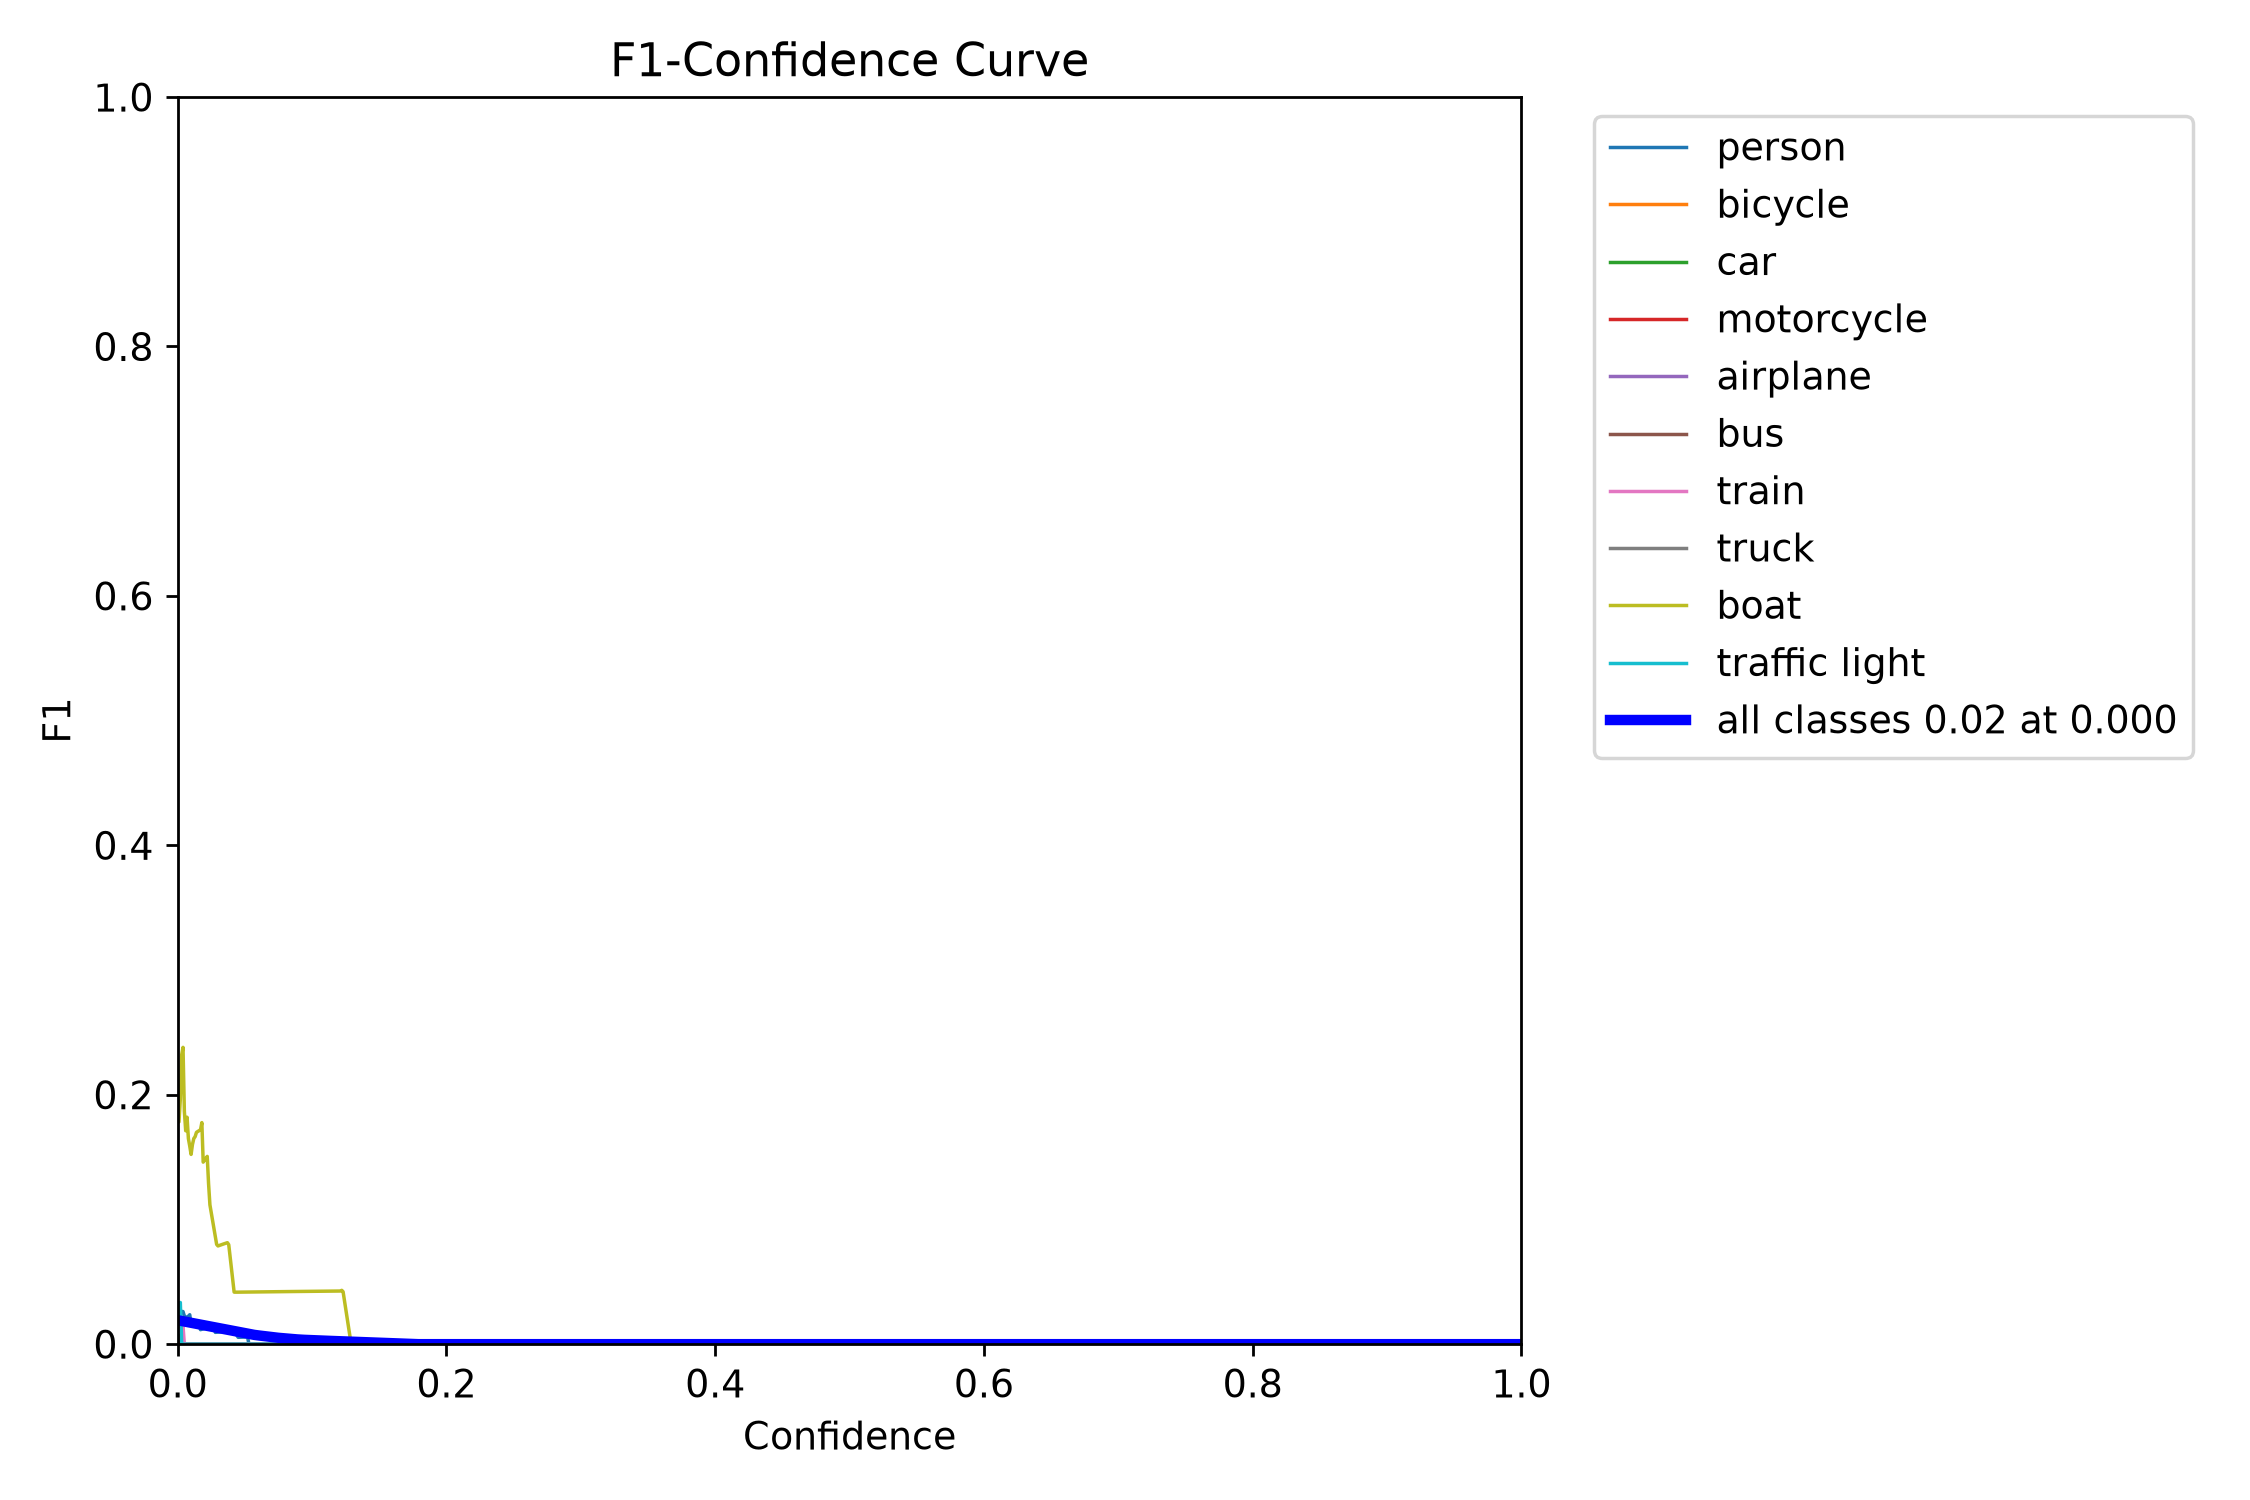 F1-Confidence Curve
1.0
0.8
0.6
0.4
0.2
0.0
F1
0.0 0.2 0.4 0.6 0.8 1.0
Confidence
person
bicycle
car
motorcycle
airplane
bus
train
truck
boat
traffic light
all classes 0.02 at 0.000